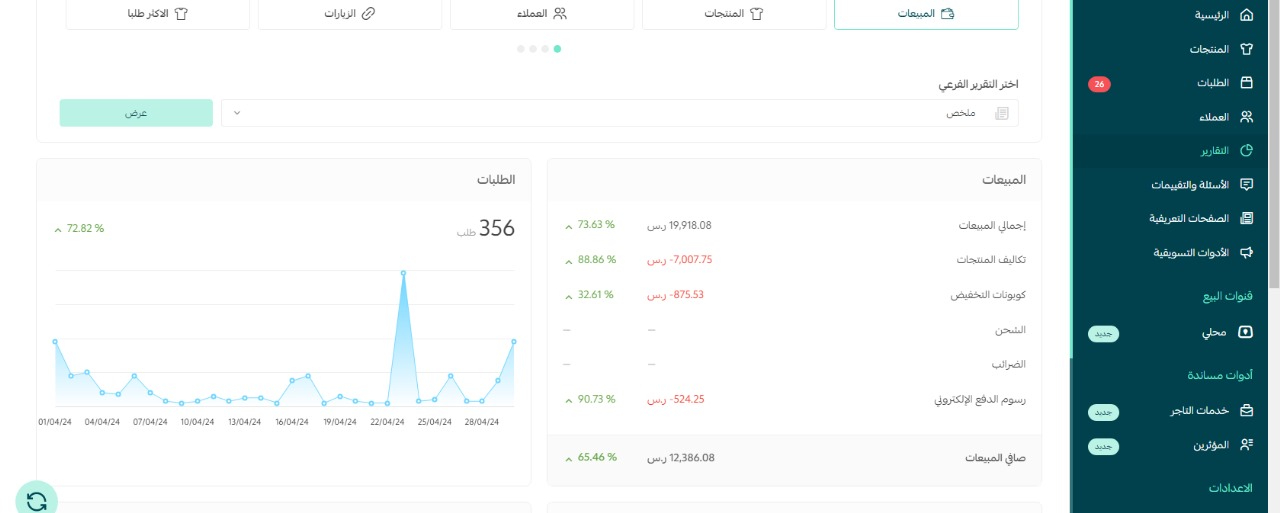 الرئيسية
المنتجات
الطلبات 26
العملاء
التقارير
الأسئلة والتقييمات
الصفحات التعريفية
الأدوات التسويقية
قنوات البيع
محلي جديد
أدوات مساندة
خدمات التاجر جديد
المؤثرين جديد
الاعدادات
المبيعات المنتجات العملاء الزيارات الاكثر طلبا
اختر التقرير الفرعي
ملخص عرض
المبيعات
إجمالي المبيعات 19,918.08 ر.س 73.63 %
تكاليف المنتجات -7,007.75 ر.س 88.86 %
كوبونات التخفيض -875.53 ر.س 32.61 %
الشحن — —
الضرائب — —
رسوم الدفع الإلكتروني -524.25 ر.س 90.73 %
صافي المبيعات 12,386.08 ر.س 65.46 %
الطلبات
356 طلب 72.82 %
01/04/24 04/04/24 07/04/24 10/04/24 13/04/24 16/04/24 19/04/24 22/04/24 25/04/24 28/04/24